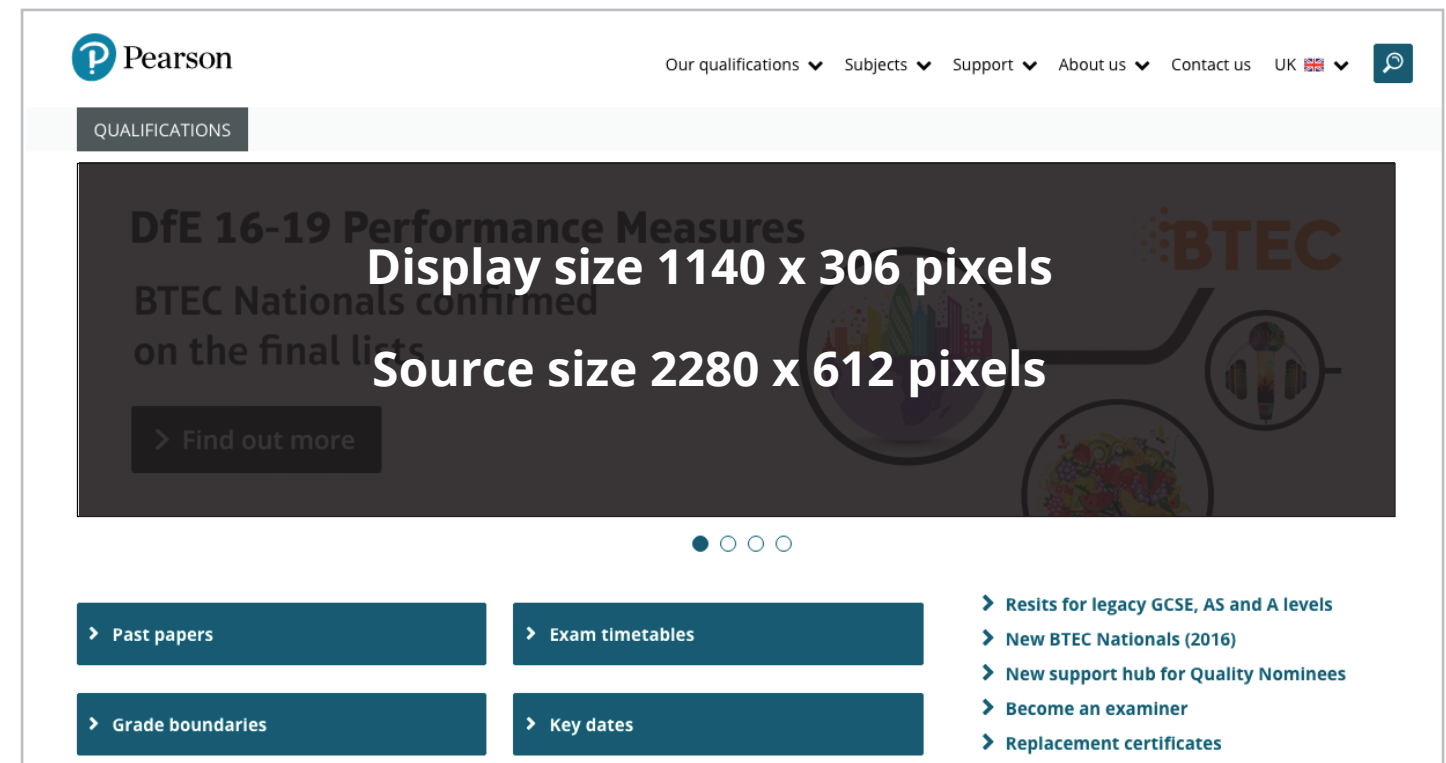 Pearson
Our qualifications Subjects Support About us Contact us UK
QUALIFICATIONS
DfE 16-19 Performance Measures
BTEC
Display size 1140 x 306 pixels
BTEC Nationals confirmed
on the final lists
Source size 2280 x 612 pixels
Find out more
Past papers
Exam timetables
Grade boundaries
Key dates
Resits for legacy GCSE, AS and A levels
New BTEC Nationals (2016)
New support hub for Quality Nominees
Become an examiner
Replacement certificates